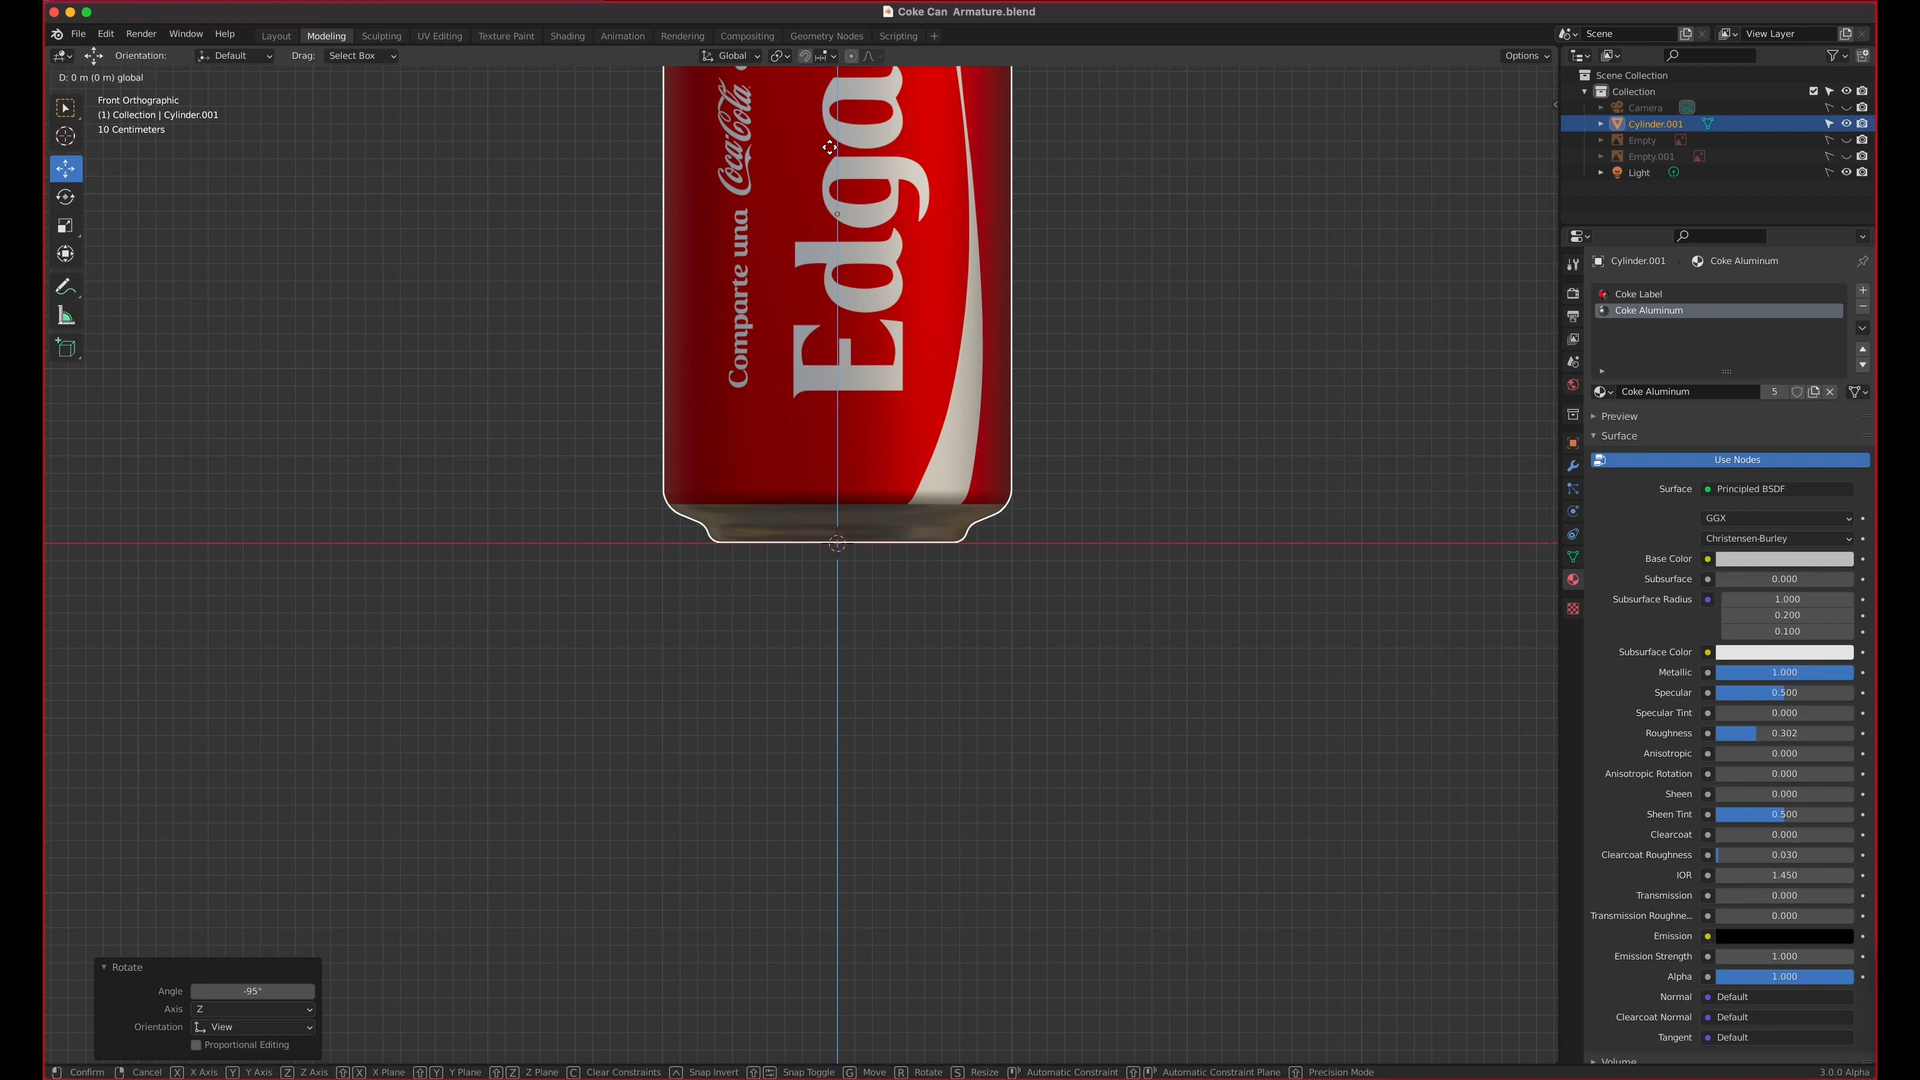 Coke Can  Armature.blend
File Edit Render Window Help
Layout Modeling Sculpting UV Editing Texture Paint Shading Animation Rendering Compositing Geometry Nodes Scripting +
Scene
View Layer
Orientation: Default Drag: Select Box
Global
Options
D: 0 m (0 m) global
Front Orthographic
(1) Collection | Cylinder.001
10 Centimeters
Comparte una Coca-Cola
Edgoa
Scene Collection
Collection
Camera
Cylinder.001
Empty
Empty.001
Light
Cylinder.001 Coke Aluminum
Coke Label
Coke Aluminum
Coke Aluminum 5
Preview
Surface
Use Nodes
Surface Principled BSDF
GGX
Christensen-Burley
Base Color
Subsurface 0.000
Subsurface Radius 1.000
0.200
0.100
Subsurface Color
Metallic 1.000
Specular 0.500
Specular Tint 0.000
Roughness 0.302
Anisotropic 0.000
Anisotropic Rotation 0.000
Sheen 0.000
Sheen Tint 0.500
Clearcoat 0.000
Clearcoat Roughness 0.030
IOR 1.450
Transmission 0.000
Transmission Roughne... 0.000
Emission
Emission Strength 1.000
Alpha 1.000
Normal Default
Clearcoat Normal Default
Tangent Default
Volume
Rotate
Angle -95°
Axis Z
Orientation View
Proportional Editing
Confirm Cancel X X Axis Y Y Axis Z Z Axis X X Plane Y Y Plane Z Z Plane C Clear Constraints Snap Invert Snap Toggle G Move R Rotate S Resize Automatic Constraint Automatic Constraint Plane Precision Mode
3.0.0 Alpha